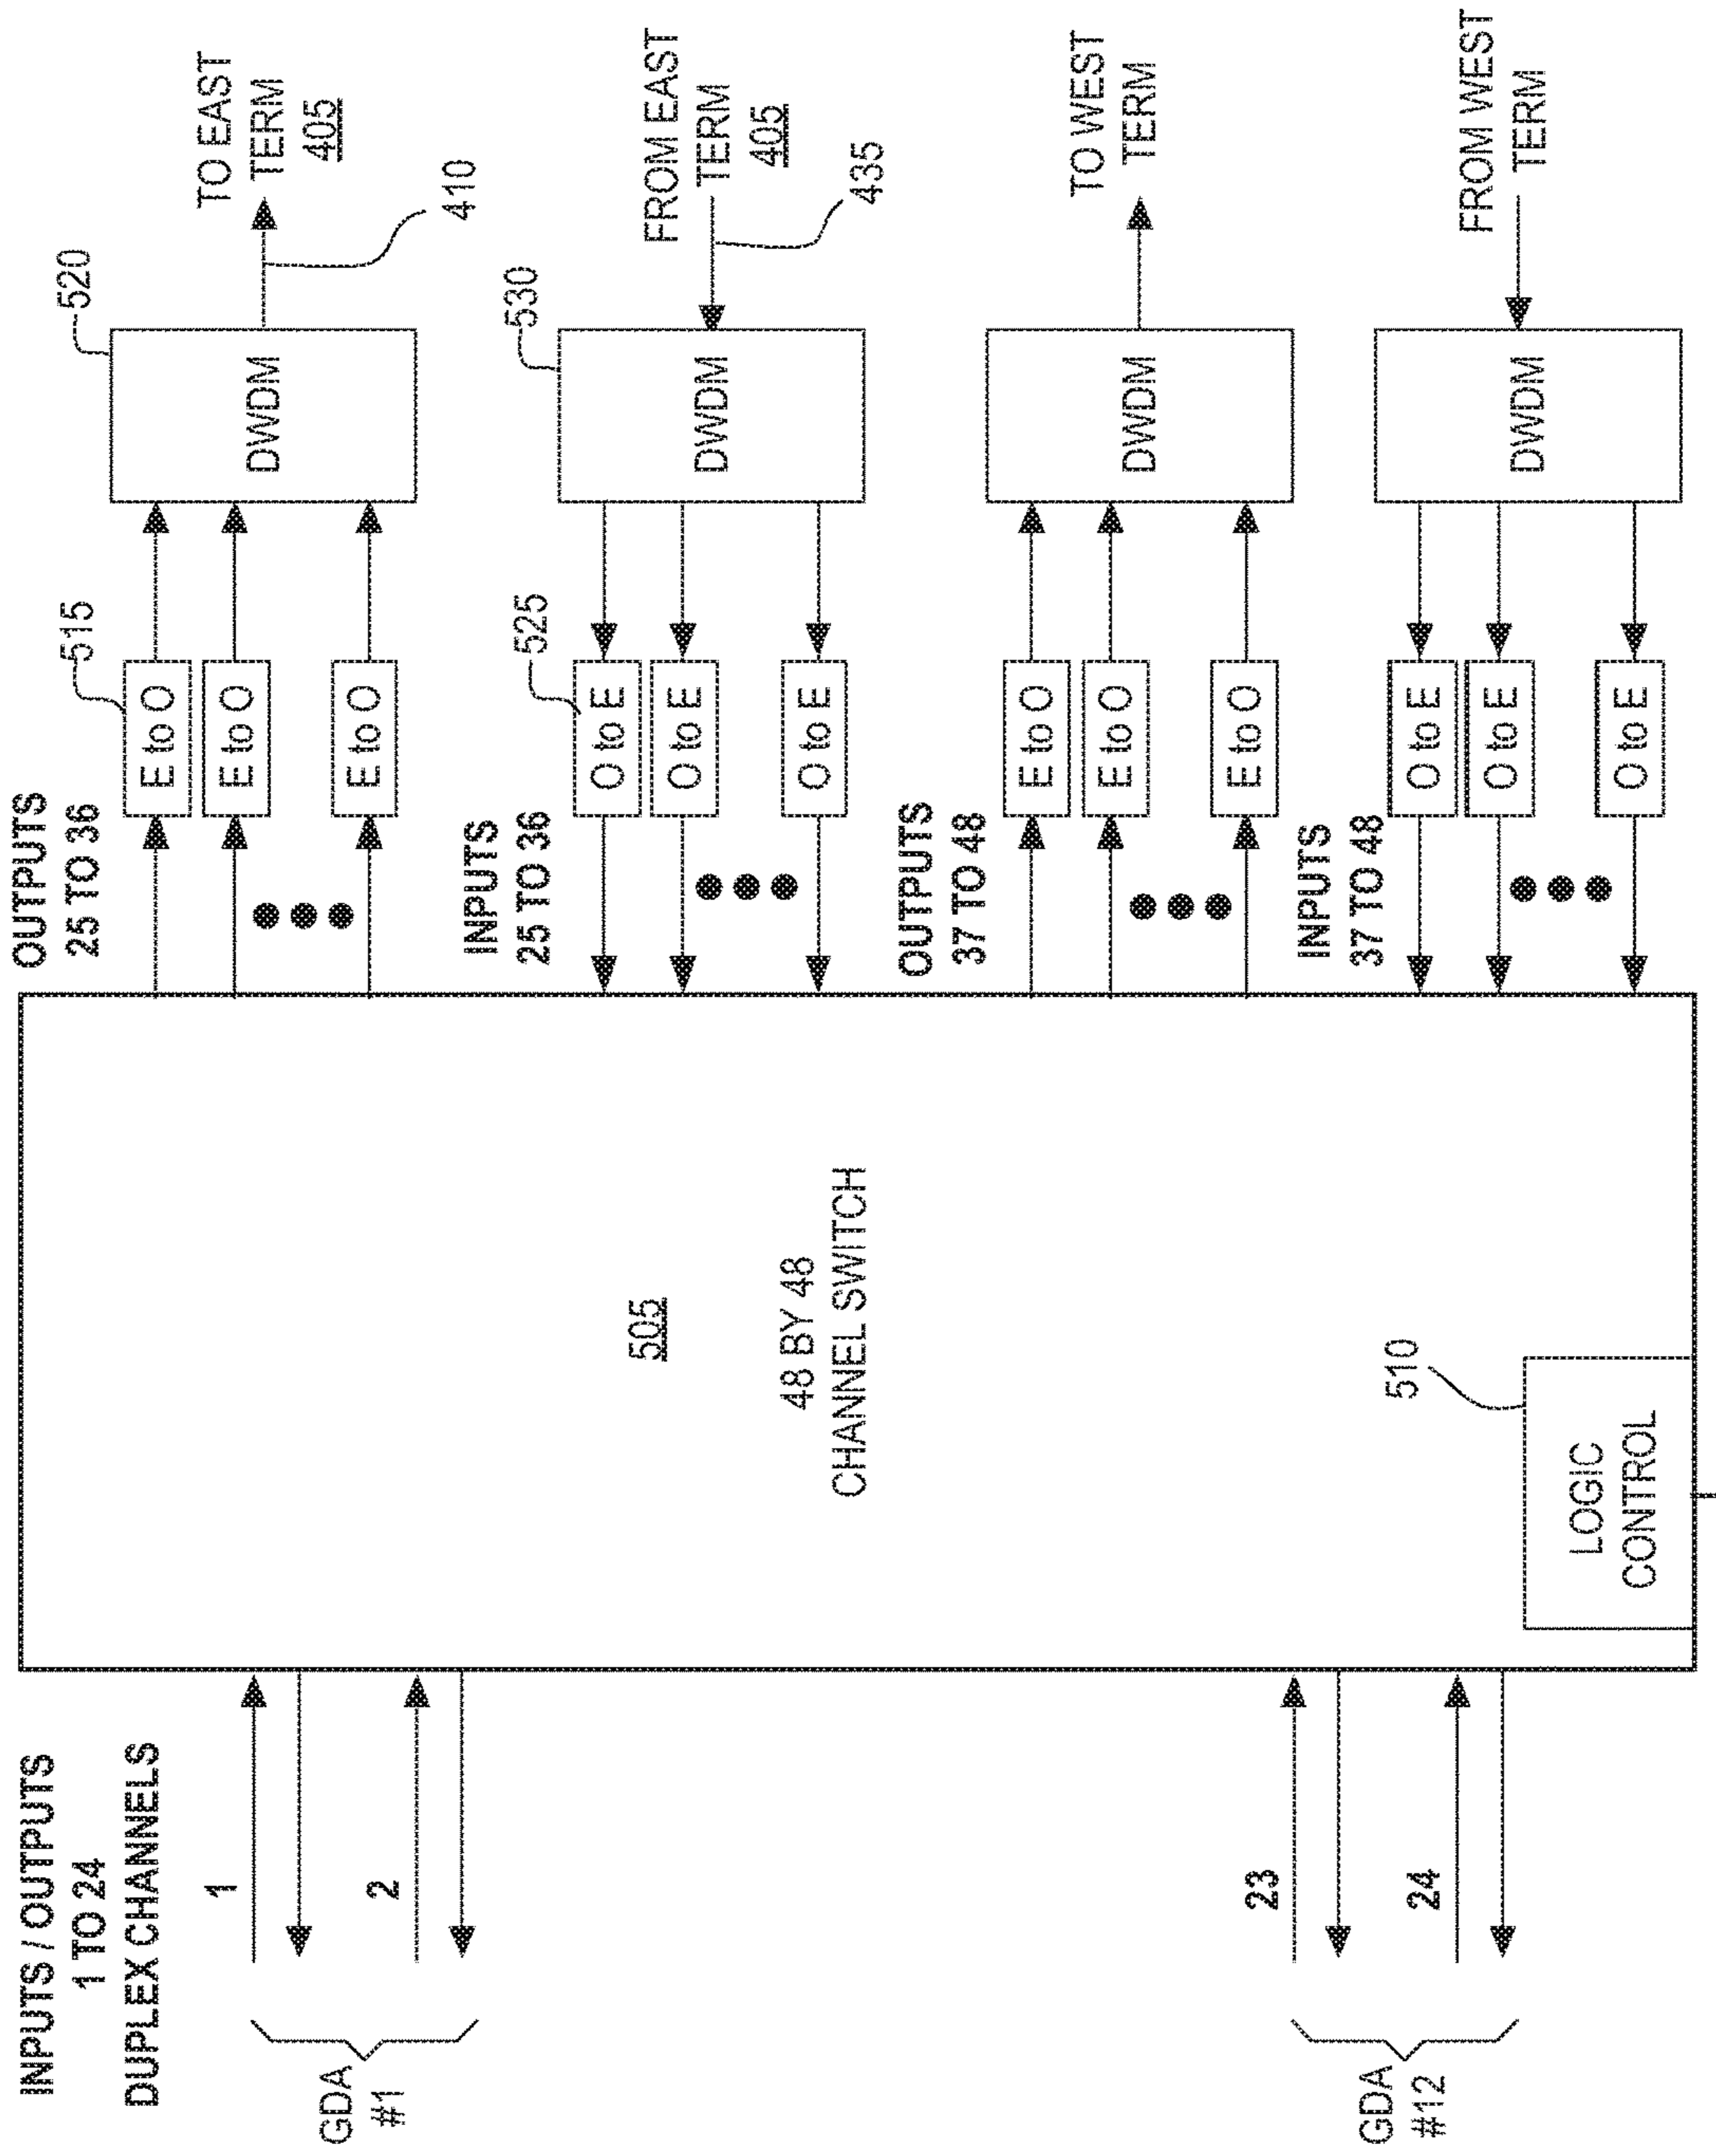 INPUTS / OUTPUTS
1 TO 24
DUPLEX CHANNELS
1
2
GDA
#1
23
24
GDA
#12
505
48 BY 48
CHANNEL SWITCH
510
LOGIC
CONTROL
OUTPUTS
25 TO 36
515
E to O
E to O
E to O
520
DWDM
TO EAST
TERM
405
410
INPUTS
25 TO 36
525
O to E
O to E
O to E
530
DWDM
FROM EAST
TERM
405
435
OUTPUTS
37 TO 48
E to O
E to O
E to O
DWDM
TO WEST
TERM
INPUTS
37 TO 48
O to E
O to E
O to E
DWDM
FROM WEST
TERM